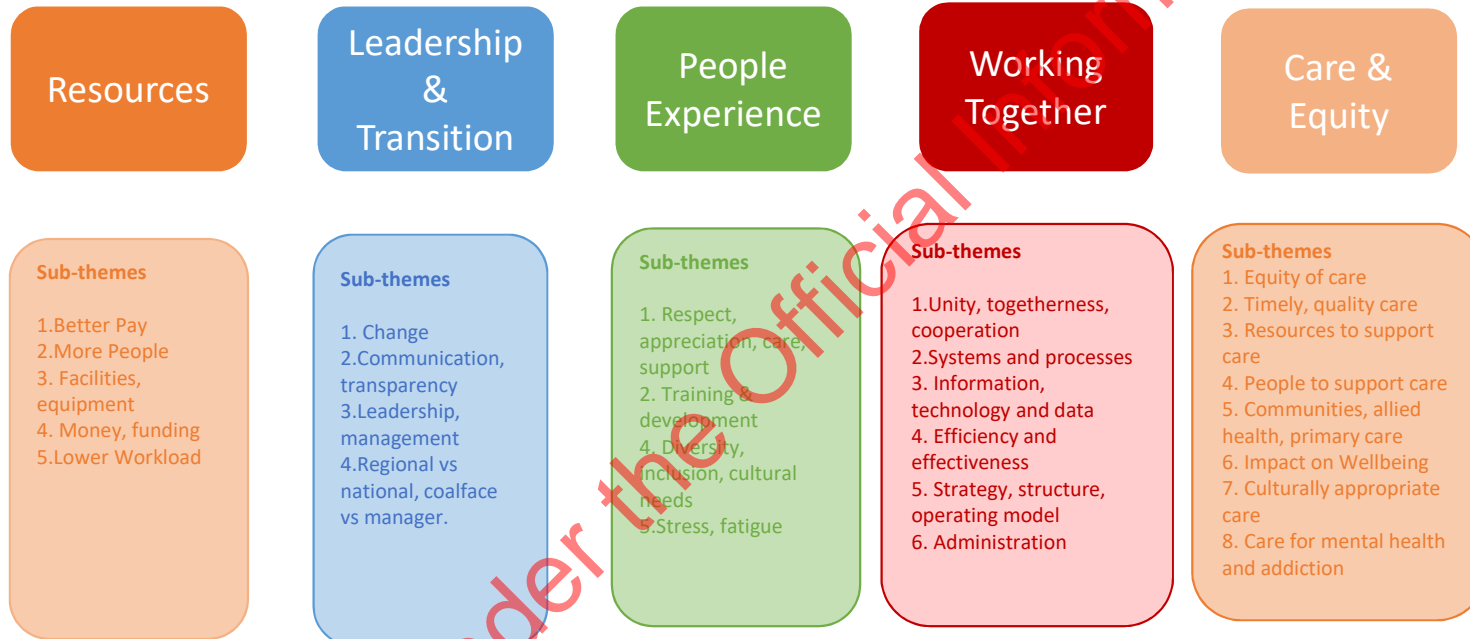 Resources
Leadership
&
Transition
People
Experience
Working
Together
Care &
Equity
Sub-themes
1.Better Pay
2.More People
3. Facilities,
equipment
4. Money, funding
5.Lower Workload
Sub-themes
1. Change
2.Communication,
transparency
3.Leadership,
management
4.Regional vs
national, coalface
vs manager.
Sub-themes
1. Respect,
appreciation, care,
support
2. Training &
development
4. Diversity,
inclusion, cultural
needs
5.Stress, fatigue
Sub-themes
1.Unity, togetherness,
cooperation
2.Systems and processes
3. Information,
technology and data
4. Efficiency and
effectiveness
5. Strategy, structure,
operating model
6. Administration
Sub-themes
1. Equity of care
2. Timely, quality care
3. Resources to support
care
4. People to support care
5. Communities, allied
health, primary care
6. Impact on Wellbeing
7. Culturally appropriate
care
8. Care for mental health
and addiction
the Official